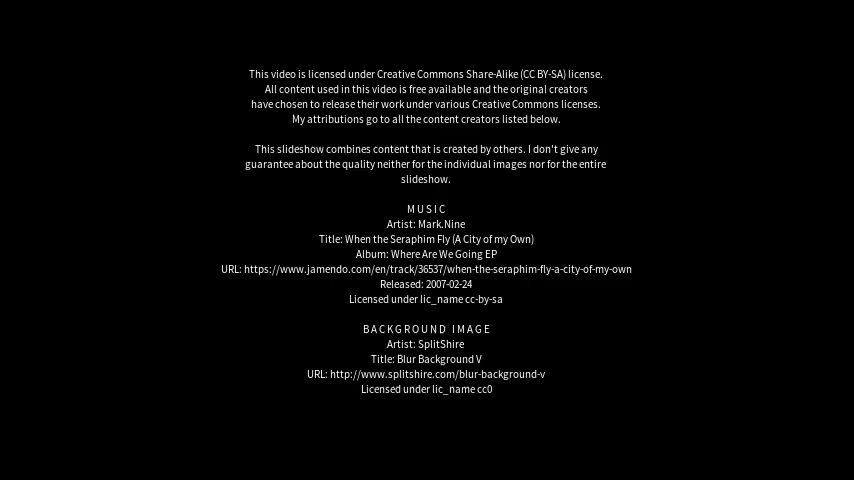 This video is licensed under Creative Commons Share-Alike (CC BY-SA) license.
All content used in this video is free available and the original creators
have chosen to release their work under various Creative Commons licenses.
My attributions go to all the content creators listed below.
This slideshow combines content that is created by others. I don't give any
guarantee about the quality neither for the individual images nor for the entire
slideshow.
MUSIC
Artist: Mark.Nine
Title: When the Seraphim Fly (A City of my Own)
Album: Where Are We Going EP
URL: https://www.jamendo.com/en/track/36537/when-the-seraphim-fly-a-city-of-my-own
Released: 2007-02-24
Licensed under lic_name cc-by-sa
BACKGROUND IMAGE
Artist: SplitShire
Title: Blur Background V
URL: http://www.splitshire.com/blur-background-v
Licensed under lic_name cc0